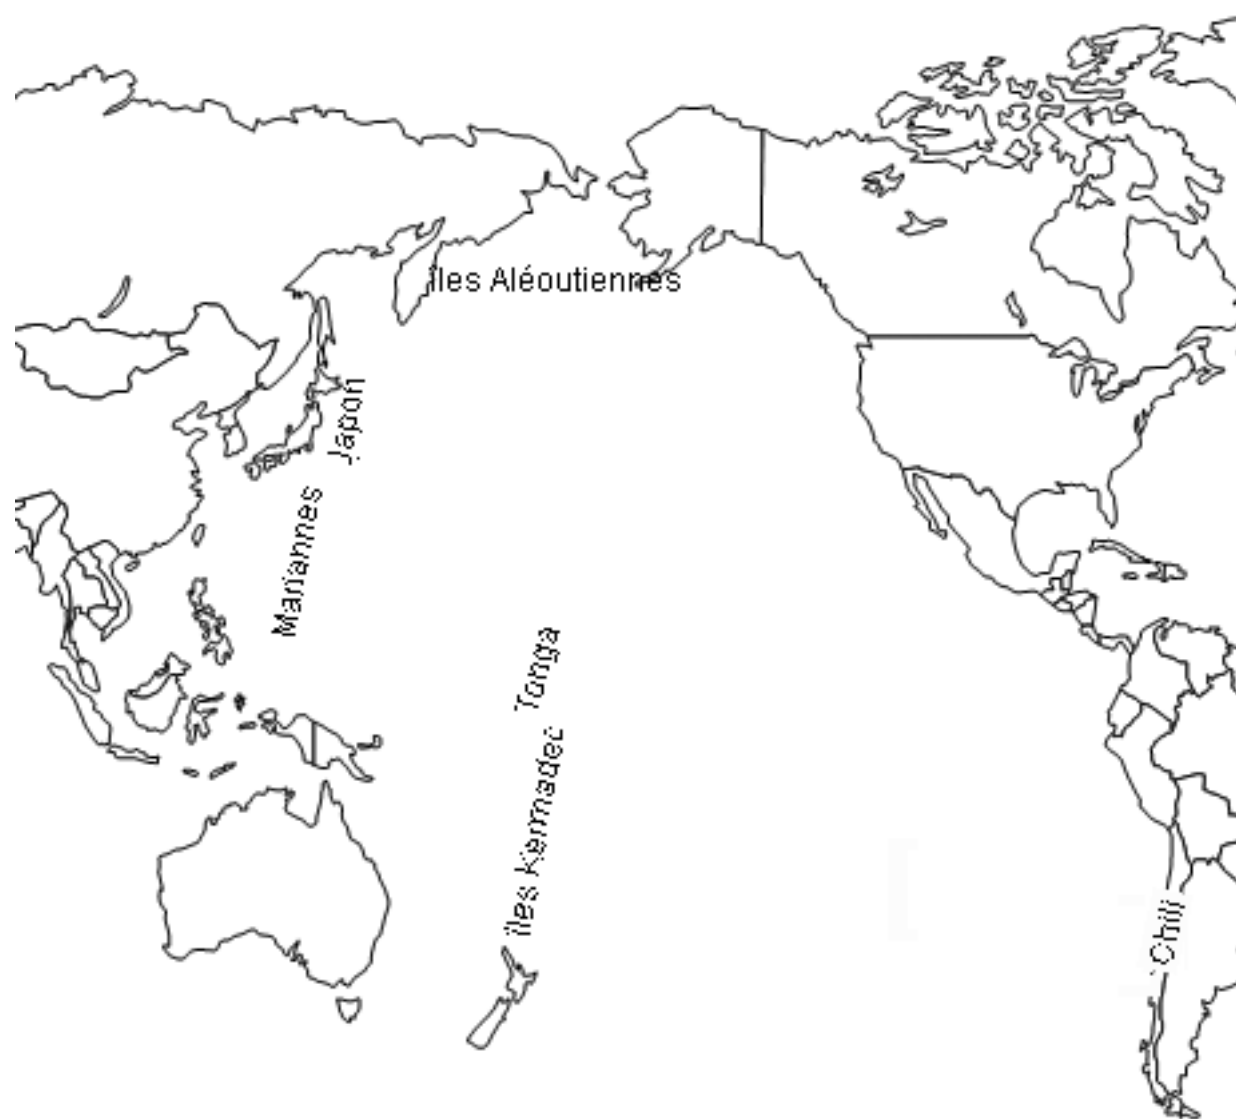 Îles Aléoutiennes
Japon
Mariannes
Tonga
Îles Kermadec
Chili